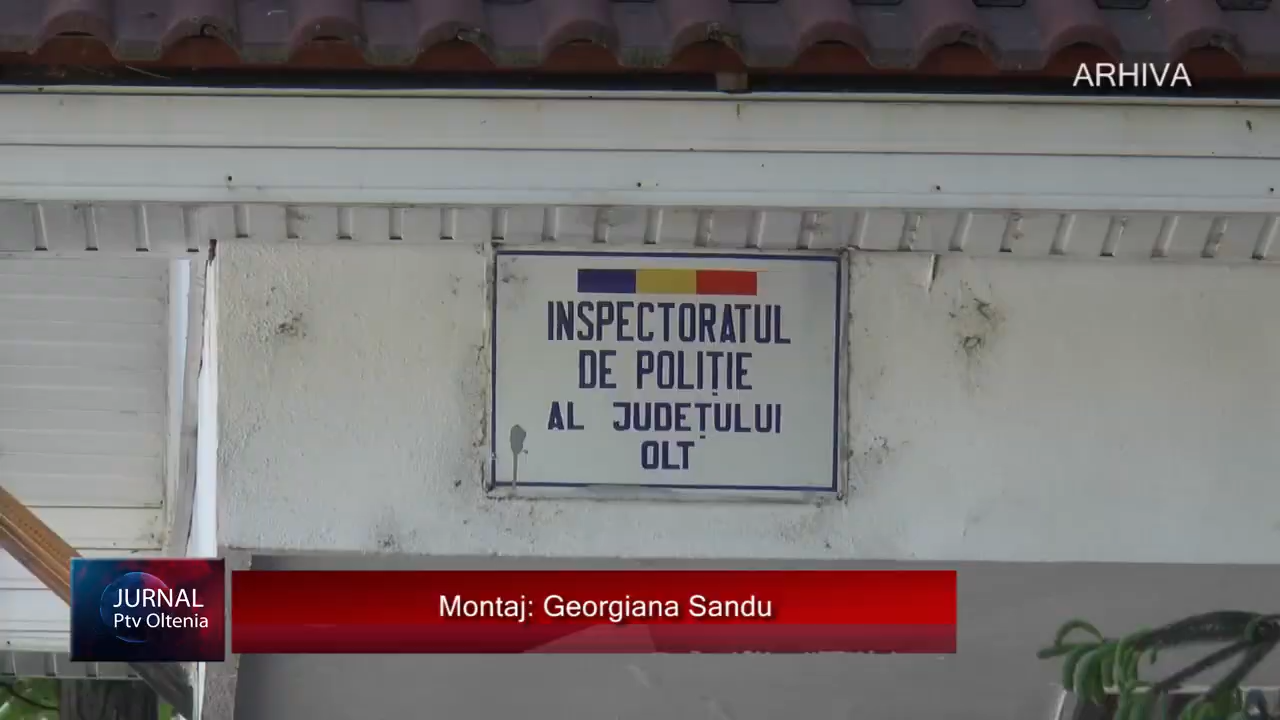 ARHIVA
INSPECTORATUL
DE POLIȚIE
AL JUDEȚULUI
OLT
JURNAL
Ptv Oltenia
Montaj: Georgiana Sandu